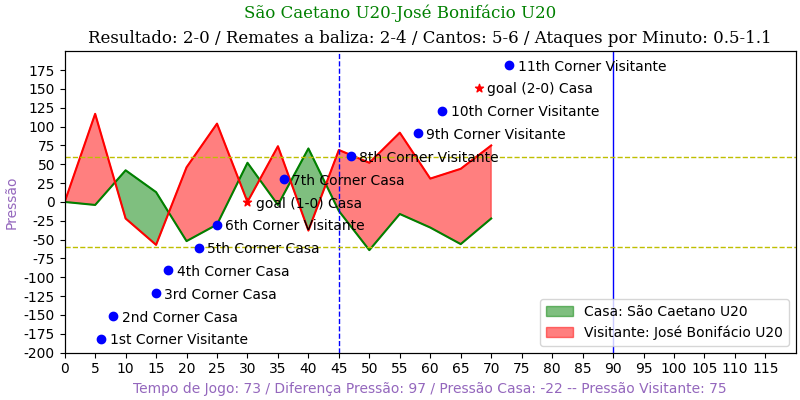 São Caetano U20-José Bonifácio U20
Resultado: 2-0 / Remates a baliza: 2-4 / Cantos: 5-6 / Ataques por Minuto: 0.5-1.1
Pressão
175
150
125
100
75
50
25
0
-25
-50
-75
-100
-125
-150
-175
-200
11th Corner Visitante
goal (2-0) Casa
10th Corner Visitante
9th Corner Visitante
8th Corner Visitante
7th Corner Casa
goal (1-0) Casa
6th Corner Visitante
5th Corner Casa
4th Corner Casa
3rd Corner Casa
2nd Corner Casa
1st Corner Visitante
Casa: São Caetano U20
Visitante: José Bonifácio U20
0 5 10 15 20 25 30 35 40 45 50 55 60 65 70 75 80 85 90 95 100 105 110 115
Tempo de Jogo: 73 / Diferença Pressão: 97 / Pressão Casa: -22 -- Pressão Visitante: 75